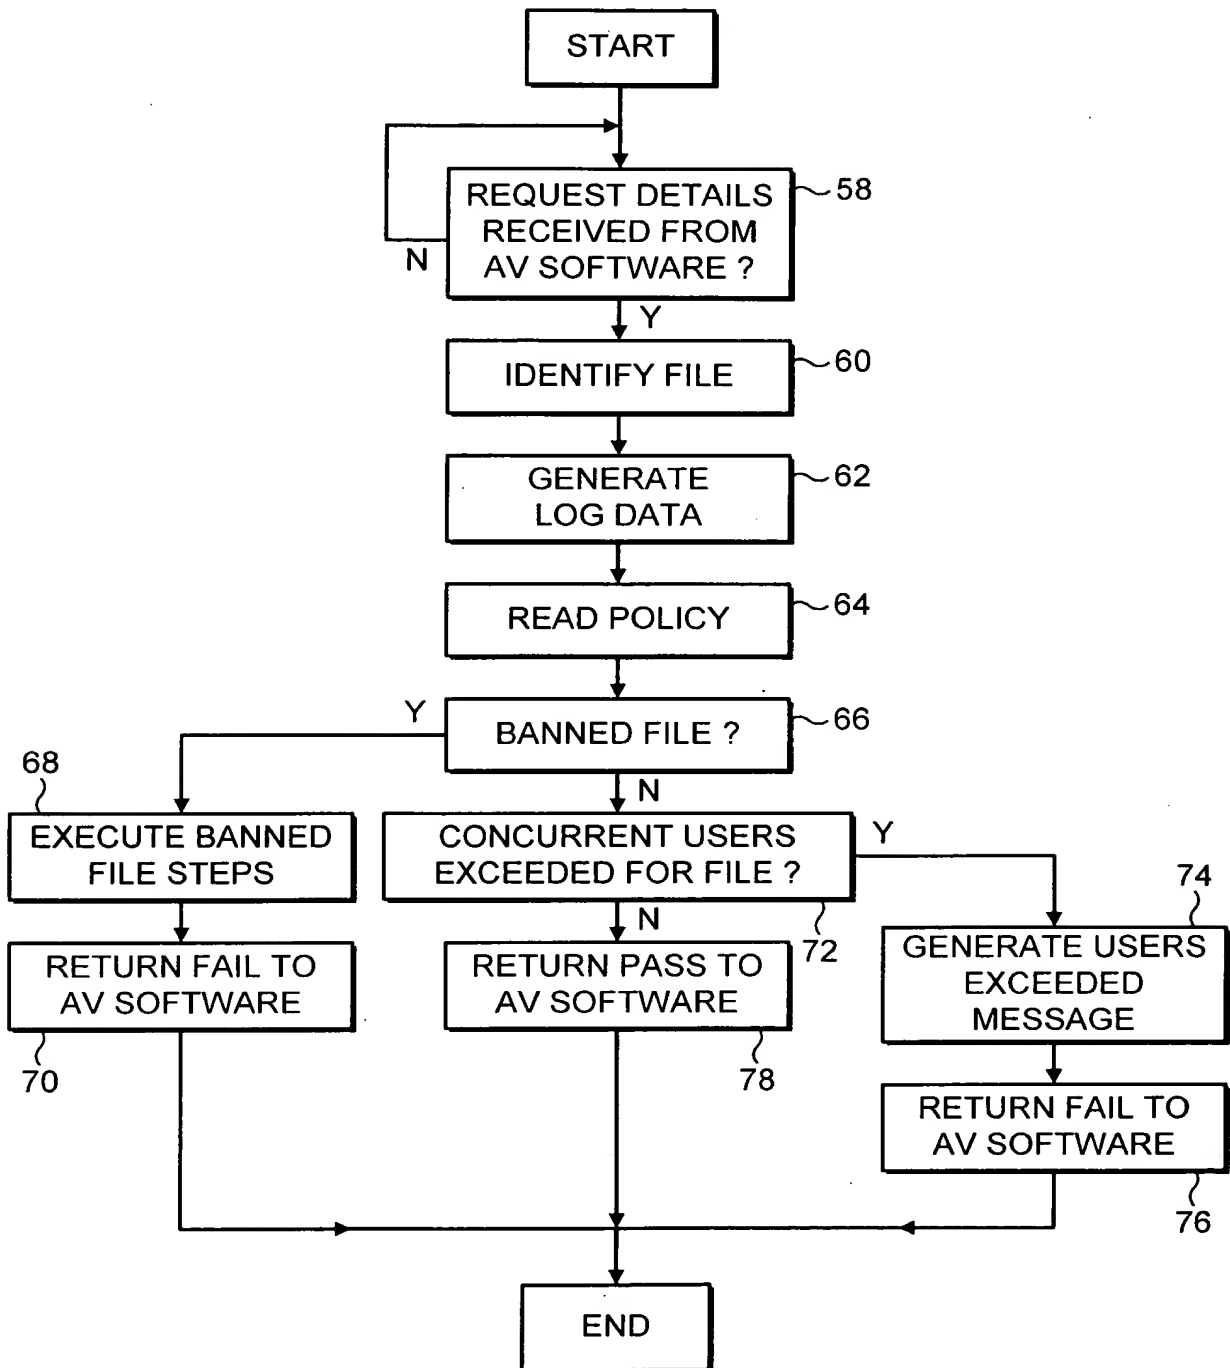 START
REQUEST DETAILS
RECEIVED FROM
AV SOFTWARE ?
58
N
Y
IDENTIFY FILE
60
GENERATE
LOG DATA
62
READ POLICY
64
Y
BANNED FILE ?
66
N
68
EXECUTE BANNED
FILE STEPS
CONCURRENT USERS
EXCEEDED FOR FILE ?
Y
72
N
74
GENERATE USERS
EXCEEDED
MESSAGE
RETURN FAIL TO
AV SOFTWARE
70
RETURN PASS TO
AV SOFTWARE
78
RETURN FAIL TO
AV SOFTWARE
76
END